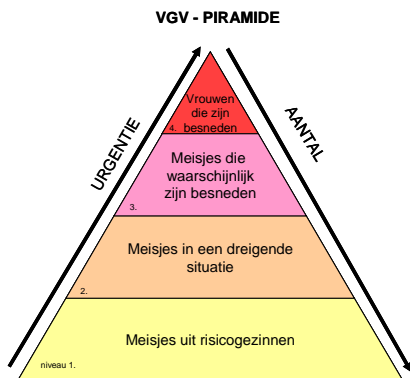 VGV - PIRAMIDE
URGENTIE
AANTAL
Vrouwen
die zijn
4. besneden
Meisjes die
waarschijnlijk
zijn besneden
3.
Meisjes in een dreigende
situatie
2.
Meisjes uit risicogezinnen
niveau 1.